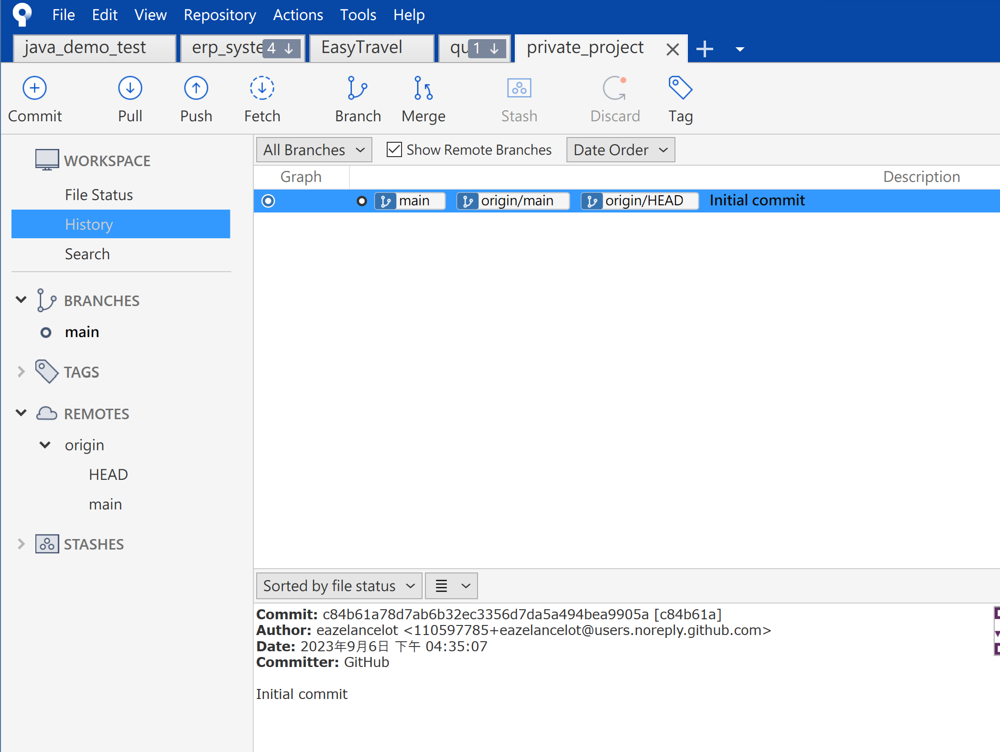 File Edit View Repository Actions Tools Help
java_demo_test erp_syste 4 EasyTravel qu 1 private_project
Commit Pull Push Fetch Branch Merge Stash Discard Tag
WORKSPACE
File Status
History
Search
BRANCHES
main
TAGS
REMOTES
origin
HEAD
main
STASHES
All Branches Show Remote Branches Date Order
Graph Description
main origin/main origin/HEAD Initial commit
Sorted by file status
Commit: c84b61a78d7ab6b32ec3356d7da5a494bea9905a [c84b61a]
Author: eazelancelot <110597785+eazelancelot@users.noreply.github.com>
Date: 2023年9月6日 下午 04:35:07
Committer: GitHub
Initial commit